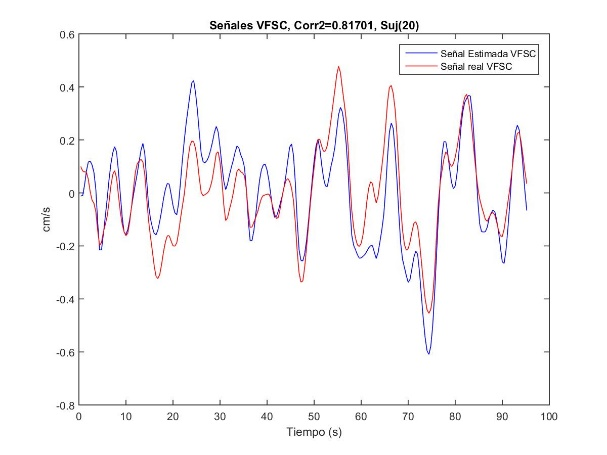 Señales VFSC, Corr2=0.81701, Suj(20)
Señal Estimada VFSC
Señal real VFSC
cm/s
0.6
0.4
0.2
0
-0.2
-0.4
-0.6
-0.8
0 10 20 30 40 50 60 70 80 90 100
Tiempo (s)